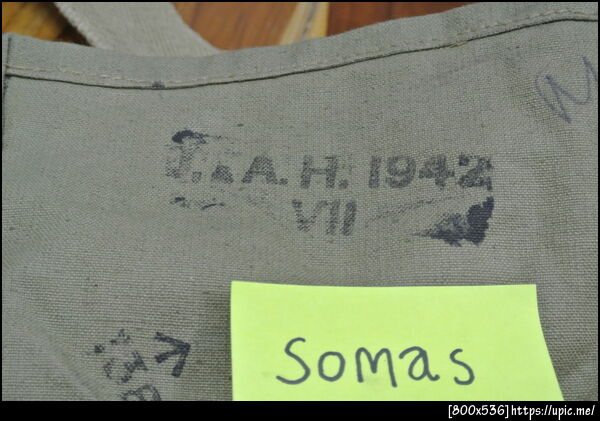 A. H. 1942
VII
somas
[800x536]https://upic.me/